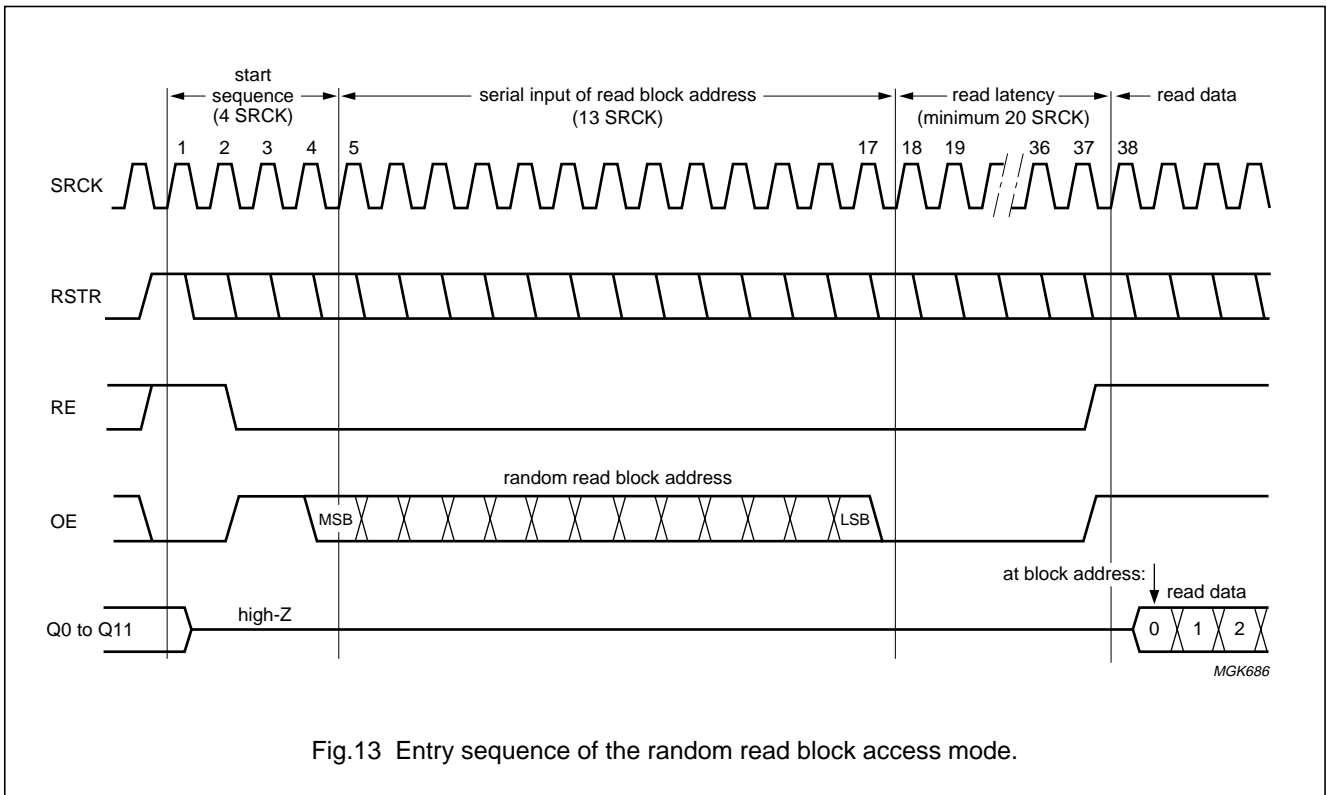 start
sequence
(4 SRCK)
serial input of read block address
(13 SRCK)
read latency
(minimum 20 SRCK)
read data
1 2 3 4 5 17 18 19 36 37 38
SRCK
RSTR
RE
random read block address
OE
MSB
LSB
at block address:
read data
high-Z
Q0 to Q11
0 1 2
MGK686
Fig.13 Entry sequence of the random read block access mode.